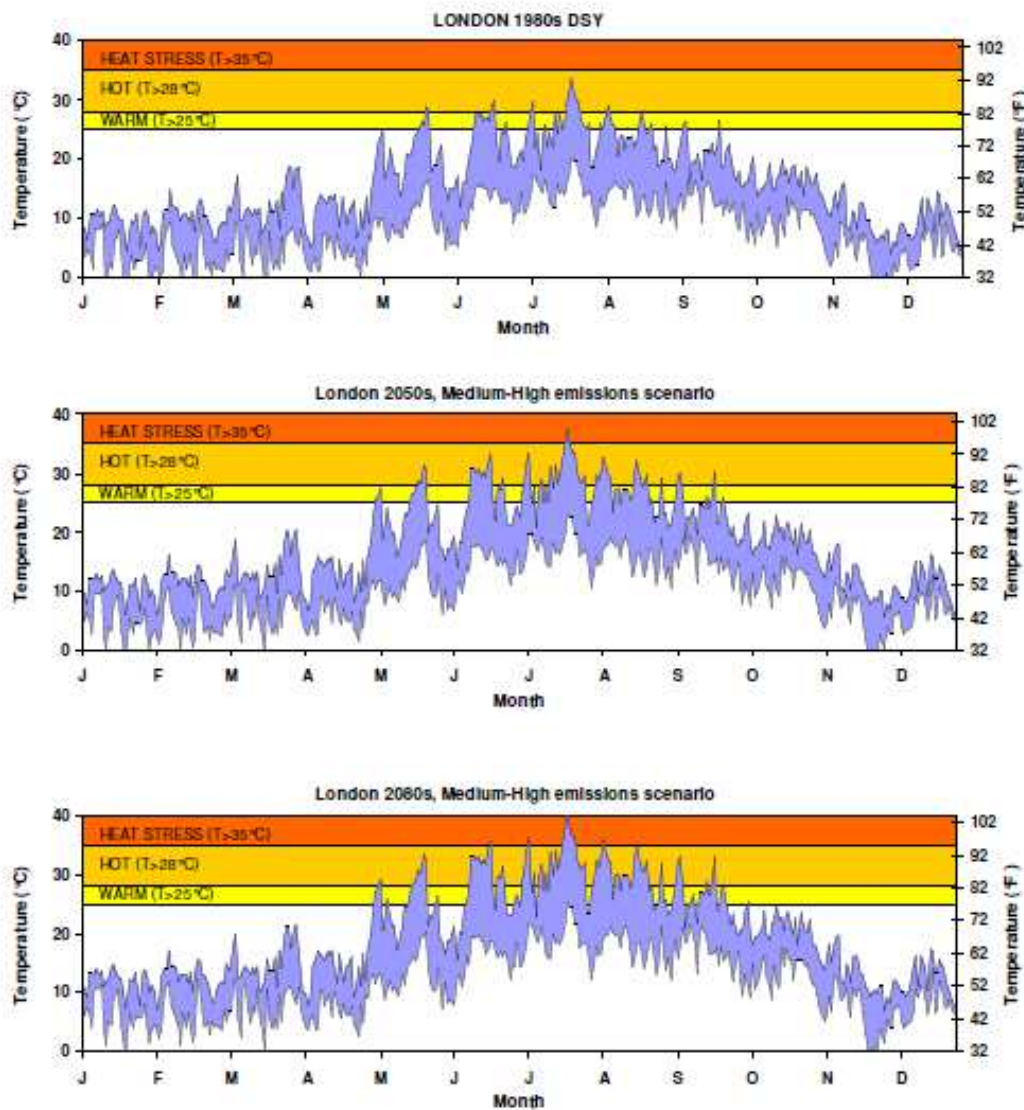 LONDON 1980s DSY
Temperature (°C)
40
30
20
10
0
HEAT STRESS (T>35°C)
HOT (T>28°C)
WARM (T>25°C)
102
92
82
72
62
52
42
32
Temperature (°F)
J F M A M J J A S O N D
Month
London 2050s, Medium-High emissions scenario
Temperature (°C)
40
30
20
10
0
HEAT STRESS (T>35°C)
HOT (T>28°C)
WARM (T>25°C)
102
92
82
72
62
52
42
32
Temperature (°F)
J F M A M J J A S O N D
Month
London 2080s, Medium-High emissions scenario
Temperature (°C)
40
30
20
10
0
HEAT STRESS (T>35°C)
HOT (T>28°C)
WARM (T>25°C)
102
92
82
72
62
52
42
32
Temperature (°F)
J F M A M J J A S O N D
Month